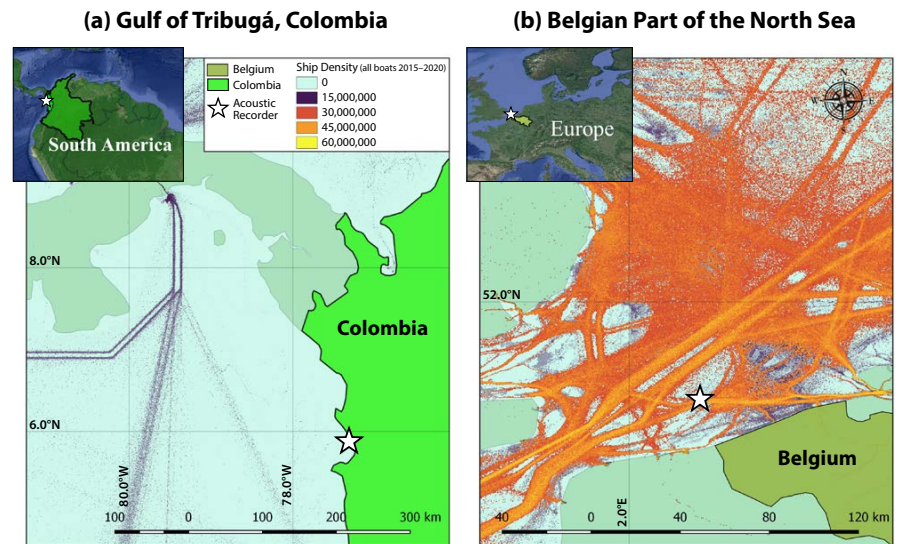 (a) Gulf of Tribugá, Colombia
(b) Belgian Part of the North Sea
South America
Belgium
Colombia
Acoustic
Recorder
Ship Density (all boats 2015–2020)
0
15,000,000
30,000,000
45,000,000
60,000,000
8.0°N
Colombia
6.0°N
80.0°W
78.0°W
100 0 100 200 300 km
Europe
N
W E
S
52.0°N
Belgium
2.0°E
40 0 40 80 120 km